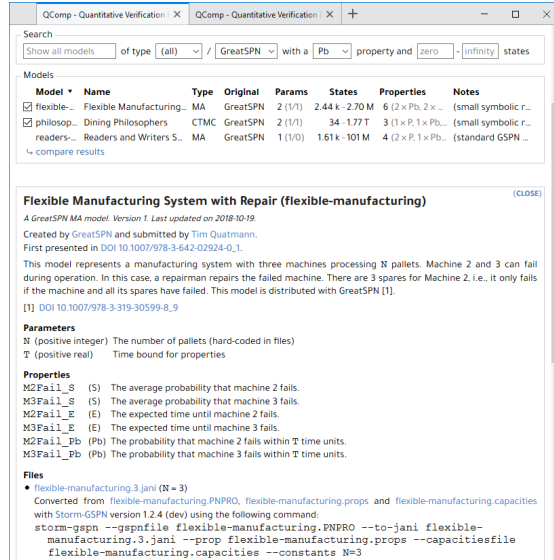 QComp - Quantitative Verification
QComp - Quantitative Verification
Search
Show all models of type (all) / GreatSPN with a Pb property and zero - infinity states
Models
Model Name Type Original Params States Properties Notes
flexible-... Flexible Manufacturing... MA GreatSPN 2 (1/1) 2.44 k - 2.70 M 6 (2 × Pb, 2 × ... (small symbolic r...
philosop... Dining Philosophers CTMC GreatSPN 2 (1/1) 34 - 1.77 T 3 (1 × P, 1 × Pb,... (small symbolic r...
readers-... Readers and Writers S... MA GreatSPN 1 (1/0) 1.61 k - 101 M 4 (2 × P, 1 × Pb... (standard GSPN ...
↪ compare results
Flexible Manufacturing System with Repair (flexible-manufacturing) (CLOSE)
A GreatSPN MA model. Version 1. Last updated on 2018-10-19.
Created by GreatSPN and submitted by Tim Quatmann.
First presented in DOI 10.1007/978-3-642-02924-0_1.
This model represents a manufacturing system with three machines processing N pallets. Machine 2 and 3 can fail
during operation. In this case, a repairman repairs the failed machine. There are 3 spares for Machine 2, i.e., it only fails
if the machine and all its spares have failed. This model is distributed with GreatSPN [1].
[1] DOI 10.1007/978-3-319-30599-8_9
Parameters
N (positive integer) The number of pallets (hard-coded in files)
T (positive real) Time bound for properties
Properties
M2Fail_S (S) The average probability that machine 2 fails.
M3Fail_S (S) The average probability that machine 3 fails.
M2Fail_E (E) The expected time until machine 2 fails.
M3Fail_E (E) The expected time until machine 3 fails.
M2Fail_Pb (Pb) The probability that machine 2 fails within T time units.
M3Fail_Pb (Pb) The probability that machine 3 fails within T time units.
Files
• flexible-manufacturing.3.jani (N = 3)
Converted from flexible-manufacturing.PNPRO, flexible-manufacturing.props and flexible-manufacturing.capacities
with Storm-GSPN version 1.2.4 (dev) using the following command:
storm-gspn --gspnfile flexible-manufacturing.PNPRO --to-jani flexible-
manufacturing.3.jani --prop flexible-manufacturing.props --capacitiesfile
flexible-manufacturing.capacities --constants N=3